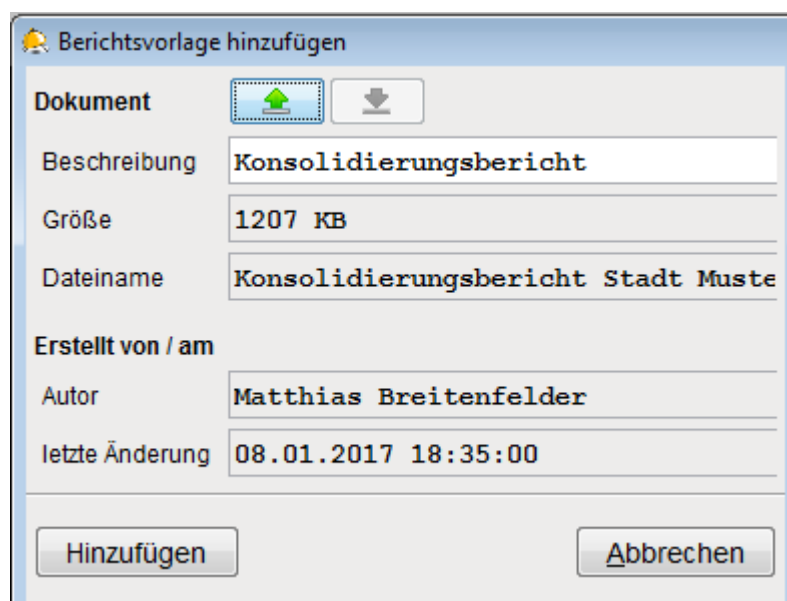 Berichtsvorlage hinzufügen
Dokument
Beschreibung Konsolidierungsbericht
Größe 1207 KB
Dateiname Konsolidierungsbericht Stadt Muste
Erstellt von / am
Autor Matthias Breitenfelder
letzte Änderung 08.01.2017 18:35:00
Hinzufügen Abbrechen